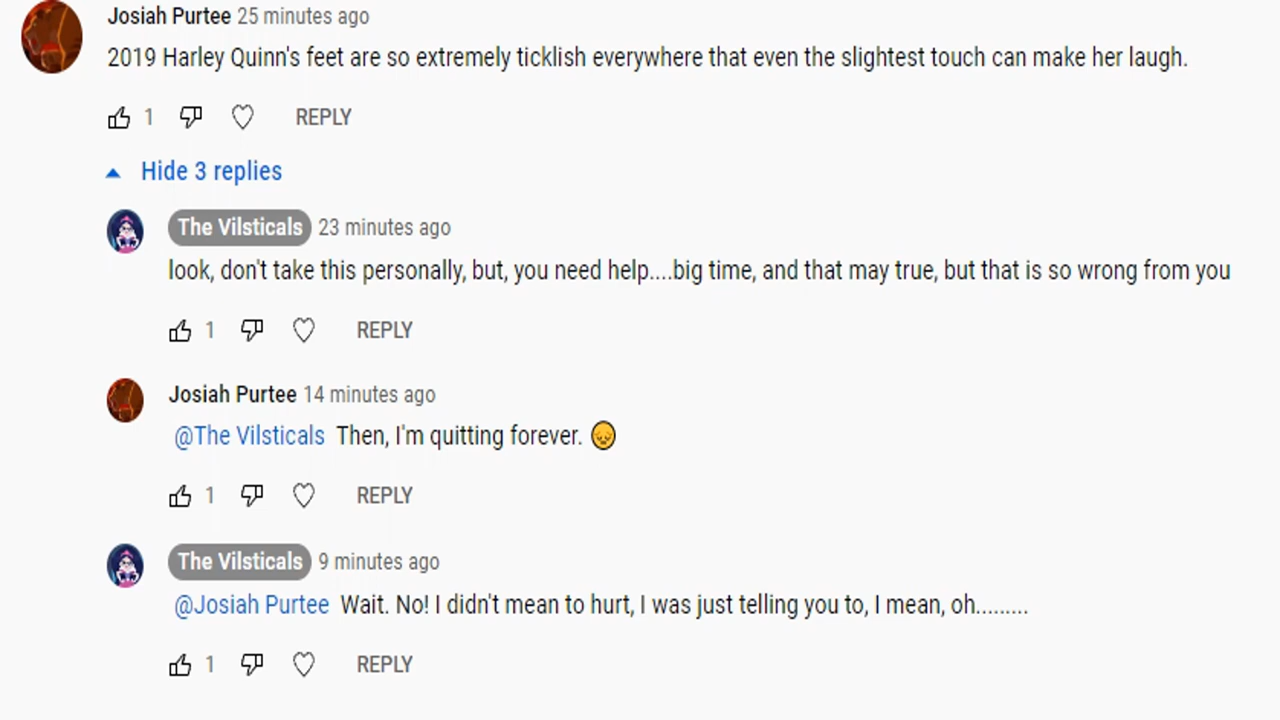 Josiah Purtee 25 minutes ago
2019 Harley Quinn's feet are so extremely ticklish everywhere that even the slightest touch can make her laugh.
1 REPLY
Hide 3 replies
The Vilsticals 23 minutes ago
look, don't take this personally, but, you need help....big time, and that may true, but that is so wrong from you
1 REPLY
Josiah Purtee 14 minutes ago
@The Vilsticals Then, I'm quitting forever. 😞
1 REPLY
The Vilsticals 9 minutes ago
@Josiah Purtee Wait. No! I didn't mean to hurt, I was just telling you to, I mean, oh.........
1 REPLY